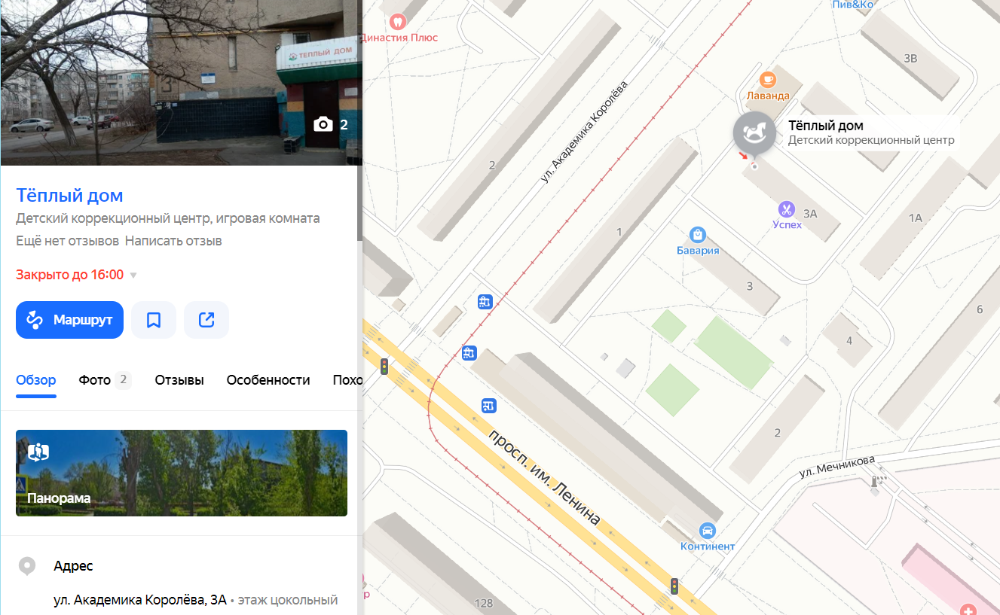 ТЕПЛЫЙ ДОМ
3
2
Тёплый дом
Детский коррекционный центр, игровая комната
Ещё нет отзывов Написать отзыв
Закрыто до 16:00
Маршрут
Обзор
Фото 2
Отзывы
Особенности
Похо
Панорама
Адрес
ул. Академика Королёва, 3А • этаж цокольный
Династия Плюс
Пив&Ко
3В
Лаванда
Тёплый дом
Детский коррекционный центр
ул. Академика Королёва
2
1
3А
Успех
1А
Бавария
3
6
4
2
просп. им. Ленина
ул. Мечникова
Континент
128
р